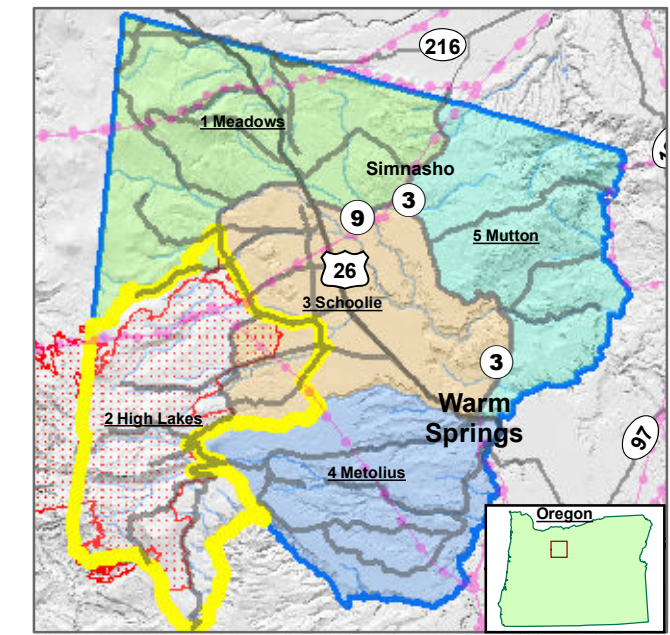 216
1 Meadows
Simnasho
3
9
5 Mutton
26
3 Schoolie
3
Warm
Springs
2 High Lakes
97
4 Metolius
Oregon